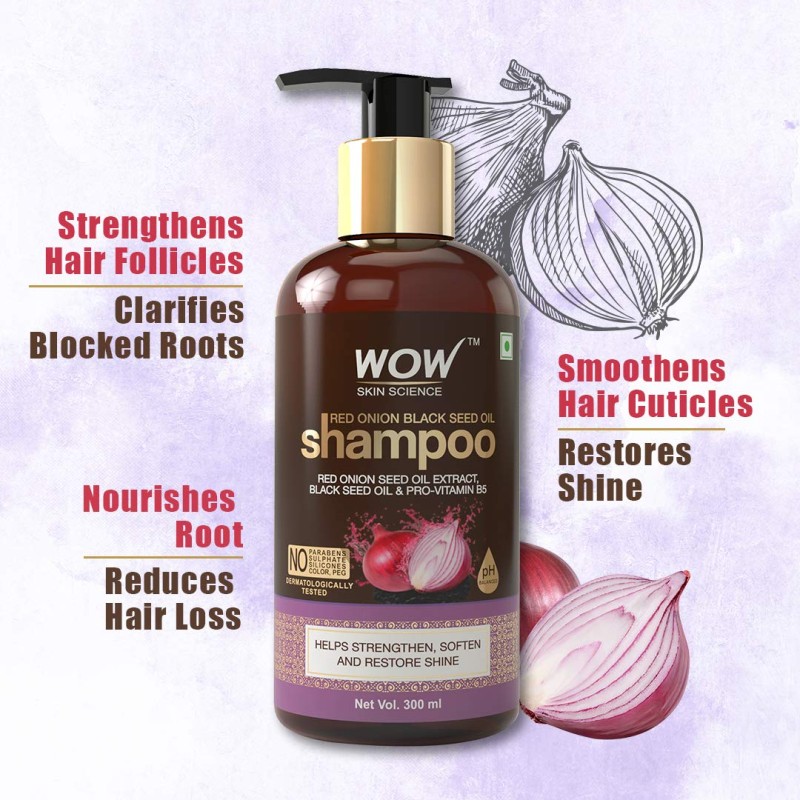 Strengthens
Hair Follicles
Clarifies
Blocked Roots
Nourishes
Root
Reduces
Hair Loss
WOW™
SKIN SCIENCE
RED ONION BLACK SEED OIL
shampoo
RED ONION SEED OIL EXTRACT,
BLACK SEED OIL & PRO-VITAMIN B5
NO PARABENS
SULPHATE
SILICONES
COLOR, PEG
DERMATOLOGICALLY
TESTED
pH
BALANCED
HELPS STRENGTHEN, SOFTEN
AND RESTORE SHINE
Net Vol. 300 ml
Smoothens
Hair Cuticles
Restores
Shine